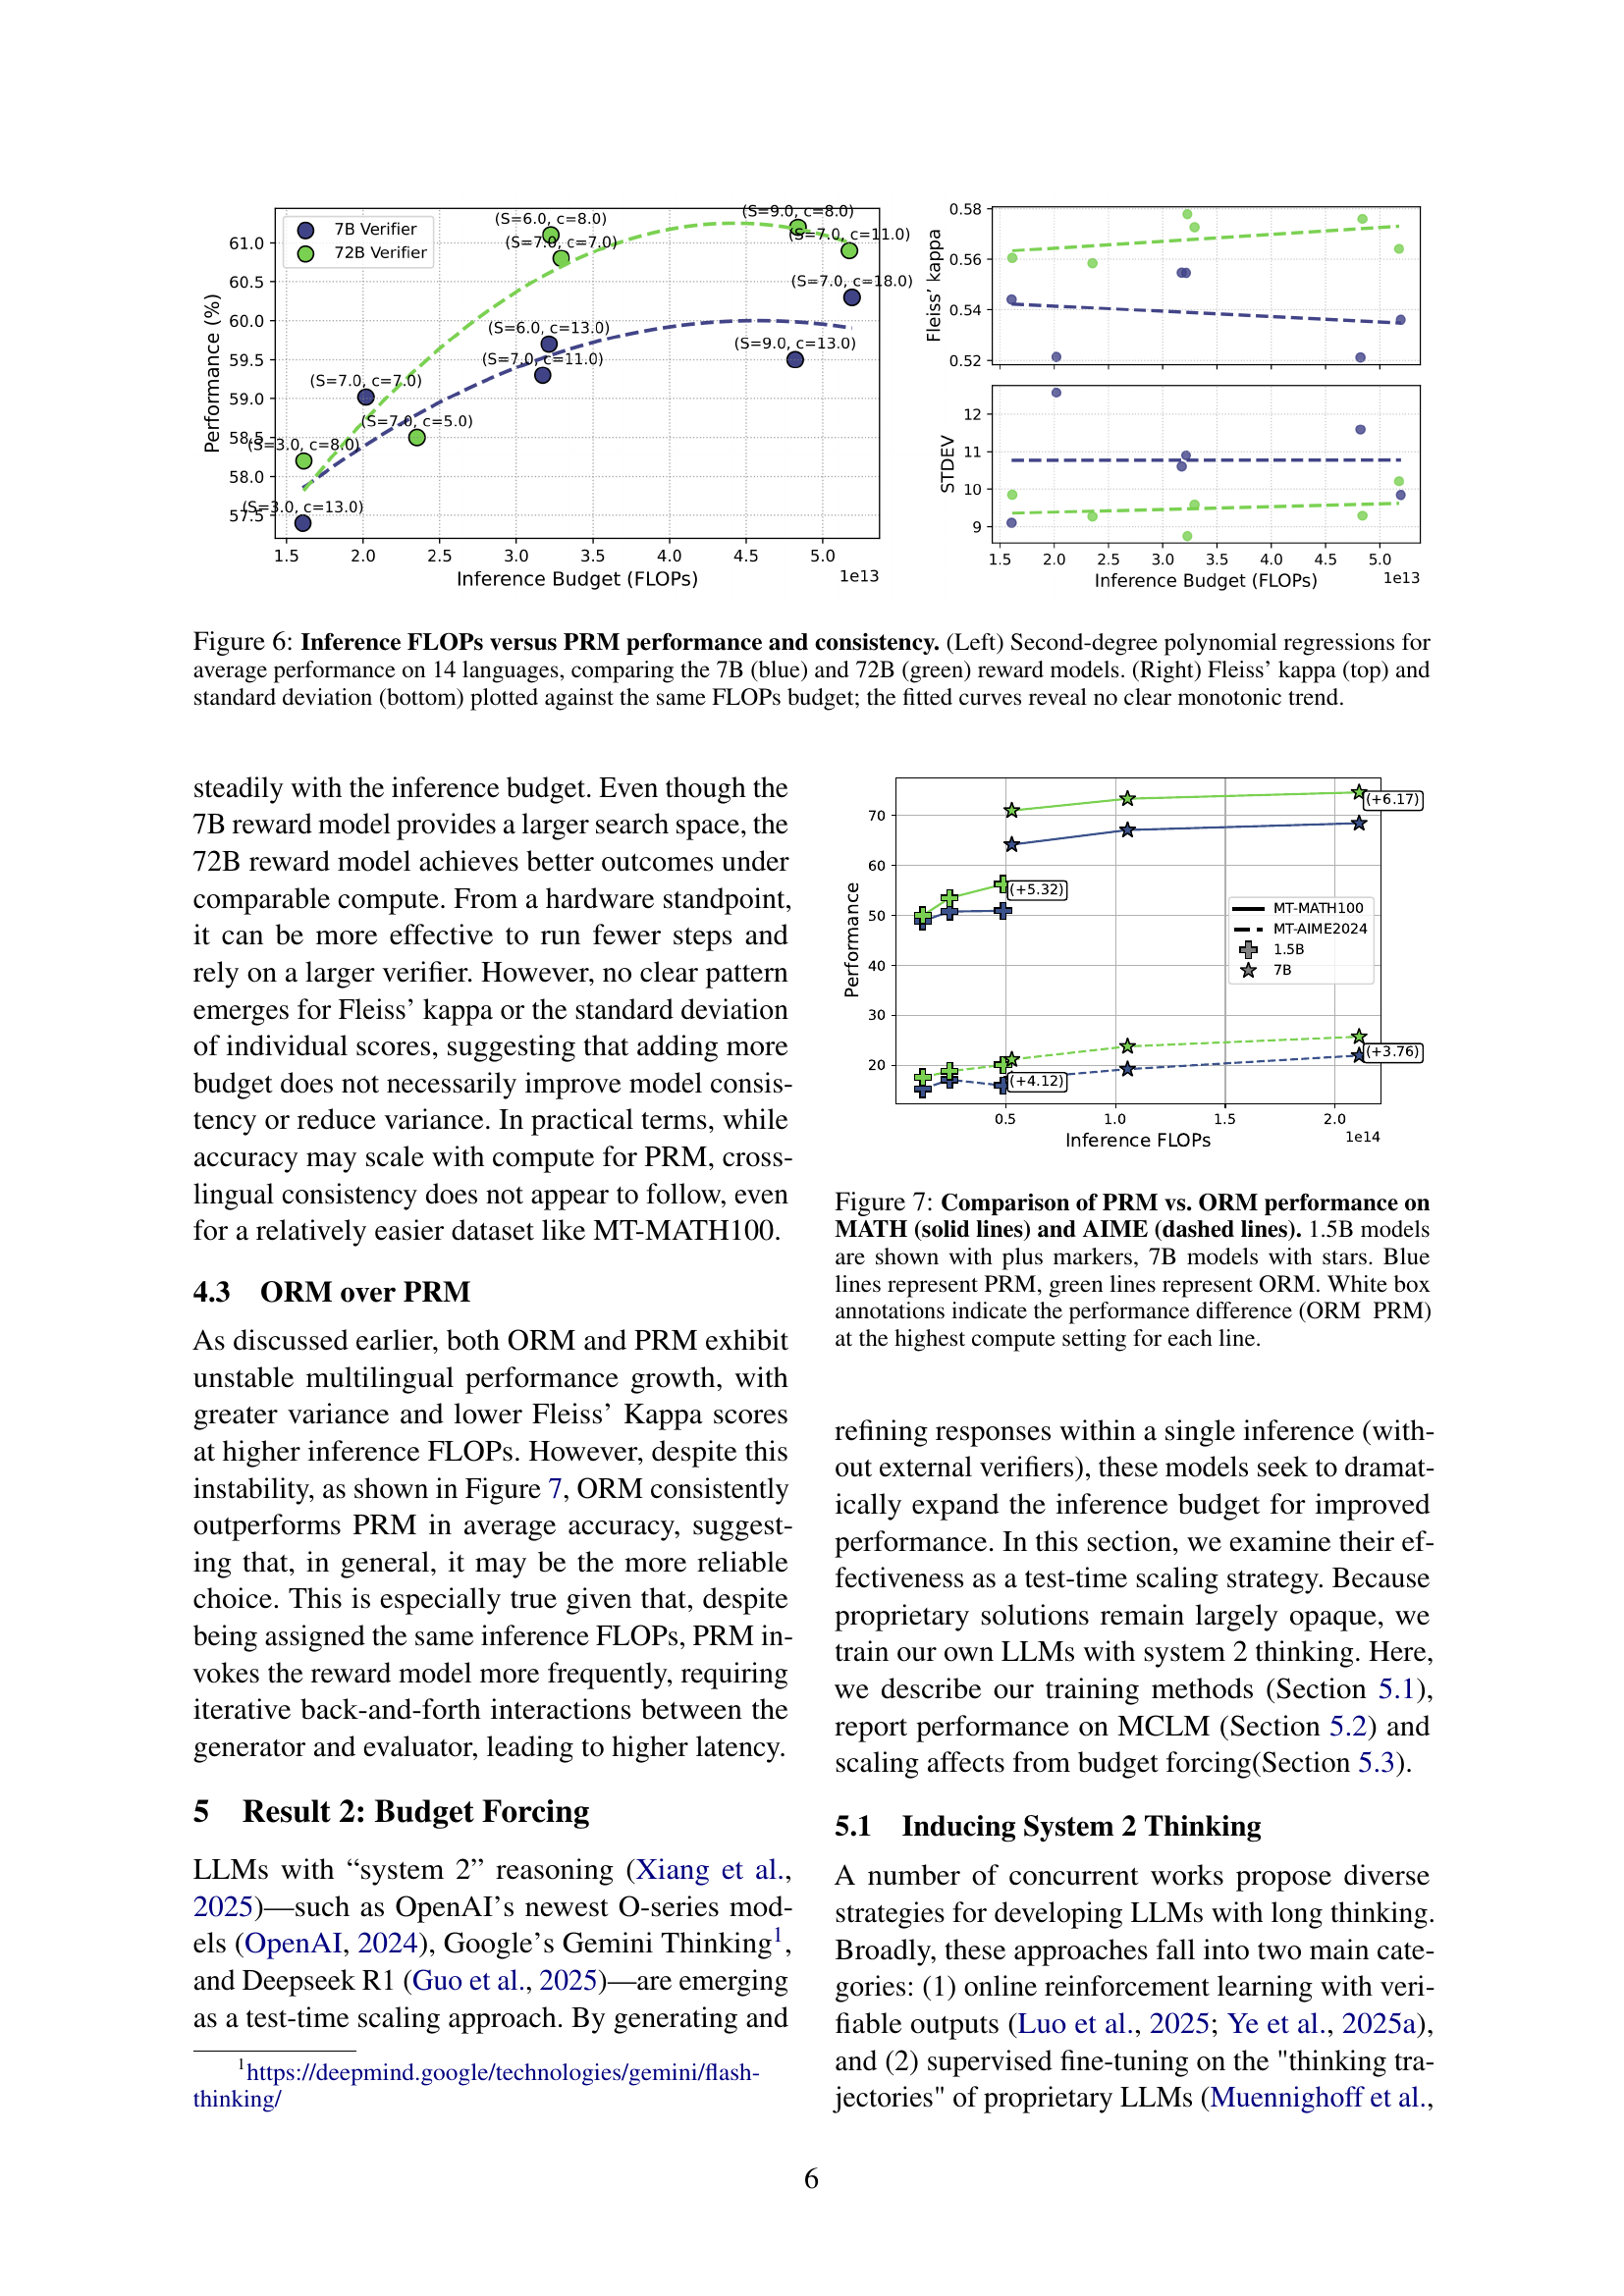 7B Verifier
72B Verifier
(S=3.0, c=13.0)
(S=3.0, c=8.0)
(S=7.0, c=7.0)
(S=7.0, c=5.0)
(S=6.0, c=8.0)
(S=7.0, c=7.0)
(S=6.0, c=13.0)
(S=7.0, c=11.0)
(S=9.0, c=8.0)
(S=7.0, c=11.0)
(S=7.0, c=18.0)
(S=9.0, c=13.0)
61.0
60.5
60.0
59.5
59.0
58.5
58.0
57.5
Performance (%)
1.5 2.0 2.5 3.0 3.5 4.0 4.5 5.0
1e13
Inference Budget (FLOPs)
0.58
0.56
0.54
0.52
Fleiss’ kappa
12
11
10
9
STDEV
1.5 2.0 2.5 3.0 3.5 4.0 4.5 5.0
1e13
Inference Budget (FLOPs)
Figure 6: Inference FLOPs versus PRM performance and consistency. (Left) Second-degree polynomial regressions for
average performance on 14 languages, comparing the 7B (blue) and 72B (green) reward models. (Right) Fleiss’ kappa (top) and
standard deviation (bottom) plotted against the same FLOPs budget; the fitted curves reveal no clear monotonic trend.
steadily with the inference budget. Even though the
7B reward model provides a larger search space, the
72B reward model achieves better outcomes under
comparable compute. From a hardware standpoint,
it can be more effective to run fewer steps and
rely on a larger verifier. However, no clear pattern
emerges for Fleiss’ kappa or the standard deviation
of individual scores, suggesting that adding more
budget does not necessarily improve model consis-
tency or reduce variance. In practical terms, while
accuracy may scale with compute for PRM, cross-
lingual consistency does not appear to follow, even
for a relatively easier dataset like MT-MATH100.
4.3 ORM over PRM
As discussed earlier, both ORM and PRM exhibit
unstable multilingual performance growth, with
greater variance and lower Fleiss’ Kappa scores
at higher inference FLOPs. However, despite this
instability, as shown in Figure 7, ORM consistently
outperforms PRM in average accuracy, suggest-
ing that, in general, it may be the more reliable
choice. This is especially true given that, despite
being assigned the same inference FLOPs, PRM in-
vokes the reward model more frequently, requiring
iterative back-and-forth interactions between the
generator and evaluator, leading to higher latency.
5 Result 2: Budget Forcing
LLMs with “system 2” reasoning (Xiang et al.,
2025)—such as OpenAI’s newest O-series mod-
els (OpenAI, 2024), Google’s Gemini Thinking1,
and Deepseek R1 (Guo et al., 2025)—are emerging
as a test-time scaling approach. By generating and
1https://deepmind.google/technologies/gemini/flash-
thinking/
70
60
50
40
30
20
Performance
(+6.17)
(+5.32)
(+3.76)
(+4.12)
MT-MATH100
MT-AIME2024
1.5B
7B
0.5 1.0 1.5 2.0
1e14
Inference FLOPs
Figure 7: Comparison of PRM vs. ORM performance on
MATH (solid lines) and AIME (dashed lines). 1.5B models
are shown with plus markers, 7B models with stars. Blue
lines represent PRM, green lines represent ORM. White box
annotations indicate the performance difference (ORM PRM)
at the highest compute setting for each line.
refining responses within a single inference (with-
out external verifiers), these models seek to dramat-
ically expand the inference budget for improved
performance. In this section, we examine their ef-
fectiveness as a test-time scaling strategy. Because
proprietary solutions remain largely opaque, we
train our own LLMs with system 2 thinking. Here,
we describe our training methods (Section 5.1),
report performance on MCLM (Section 5.2) and
scaling affects from budget forcing(Section 5.3).
5.1 Inducing System 2 Thinking
A number of concurrent works propose diverse
strategies for developing LLMs with long thinking.
Broadly, these approaches fall into two main cate-
gories: (1) online reinforcement learning with veri-
fiable outputs (Luo et al., 2025; Ye et al., 2025a),
and (2) supervised fine-tuning on the "thinking tra-
jectories" of proprietary LLMs (Muennighoff et al.,
6